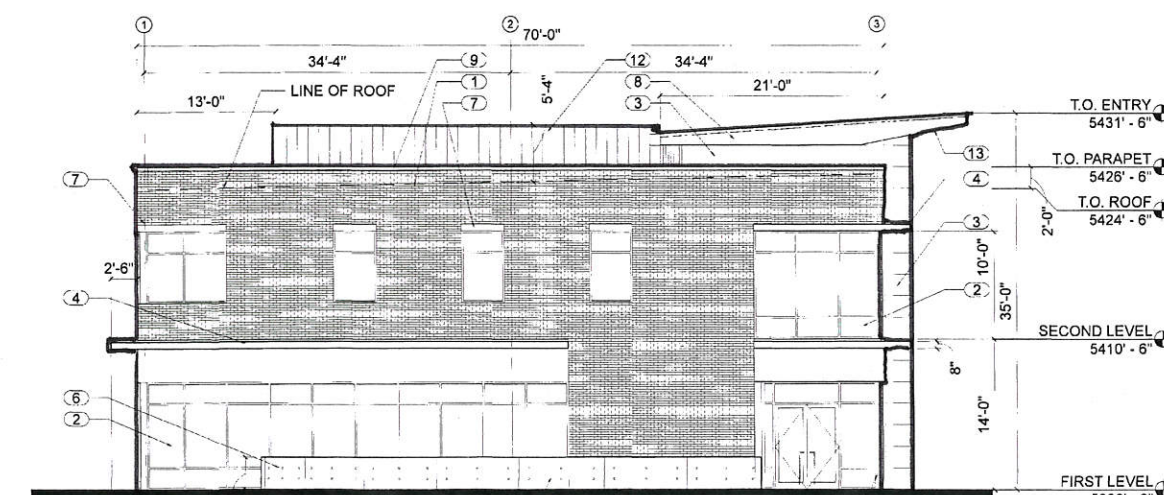 1
2
3
70'-0"
34'-4"
34'-4"
9
12
1
8
21'-0"
7
3
5'-4"
13'-0"
LINE OF ROOF
T.O. ENTRY
5431' - 6"
13
T.O. PARAPET
5426' - 6"
7
4
T.O. ROOF
5424' - 6"
2'-0"
3
10'-0"
2'-6"
2
35'-0"
4
SECOND LEVEL
5410' - 6"
8"
6
2
14'-0"
FIRST LEVEL